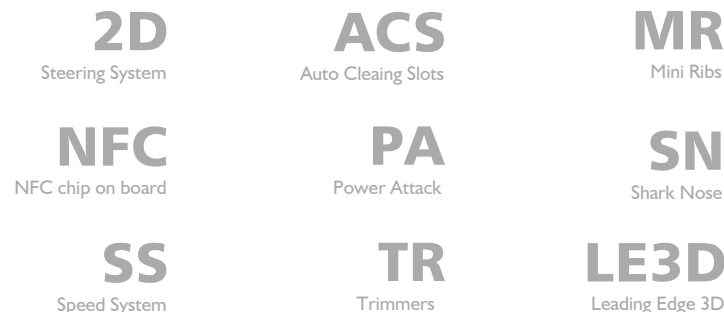 2D
Steering System
ACS
Auto Cleaing Slots
MR
Mini Ribs
NFC
NFC chip on board
PA
Power Attack
SN
Shark Nose
SS
Speed System
TR
Trimmers
LE3D
Leading Edge 3D